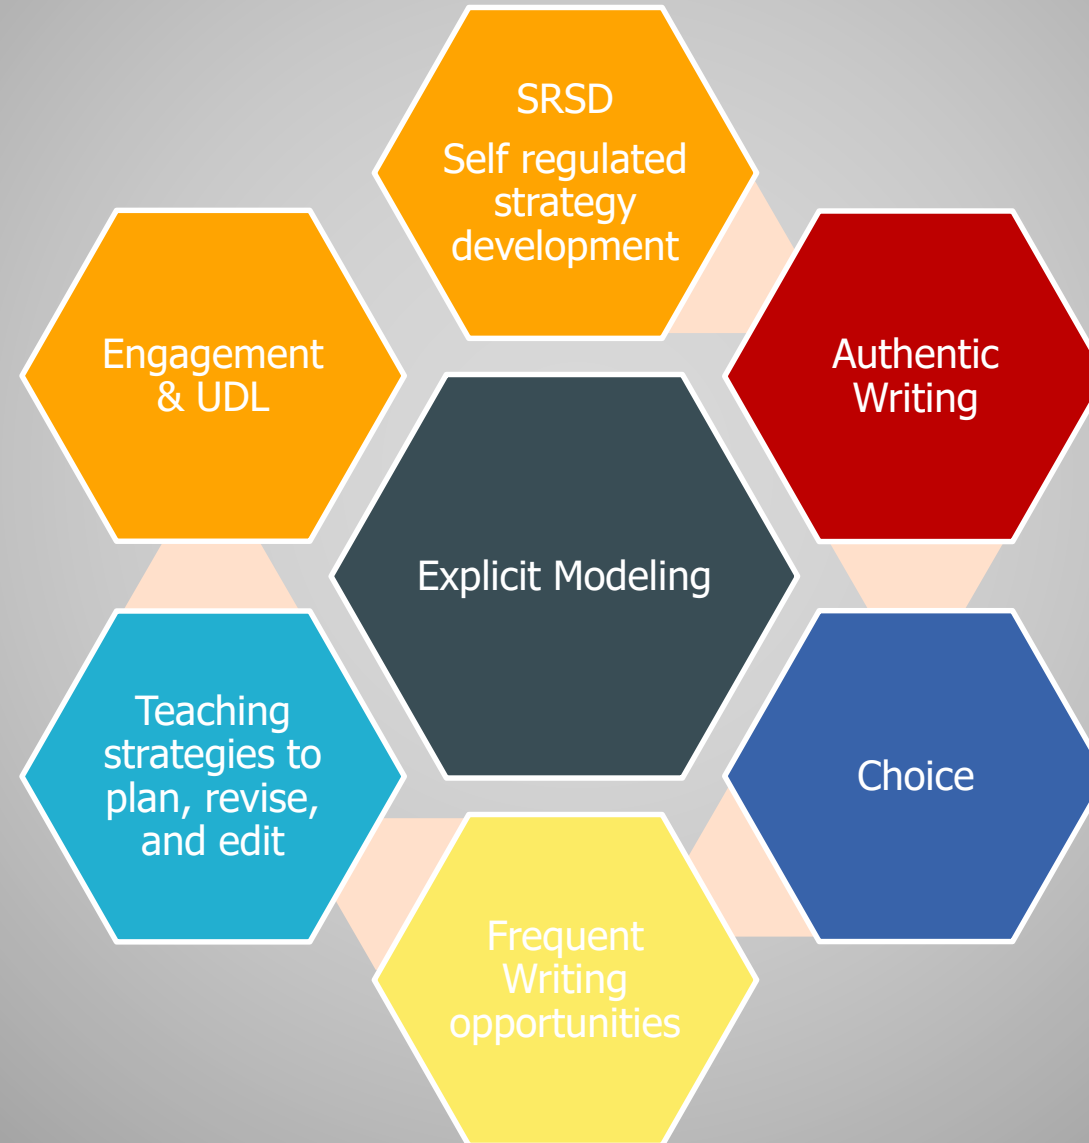 SRSD
Self regulated
strategy
development
Engagement
& UDL
Authentic
Writing
Explicit Modeling
Teaching
strategies to
plan, revise,
and edit
Choice
Frequent
Writing
opportunities